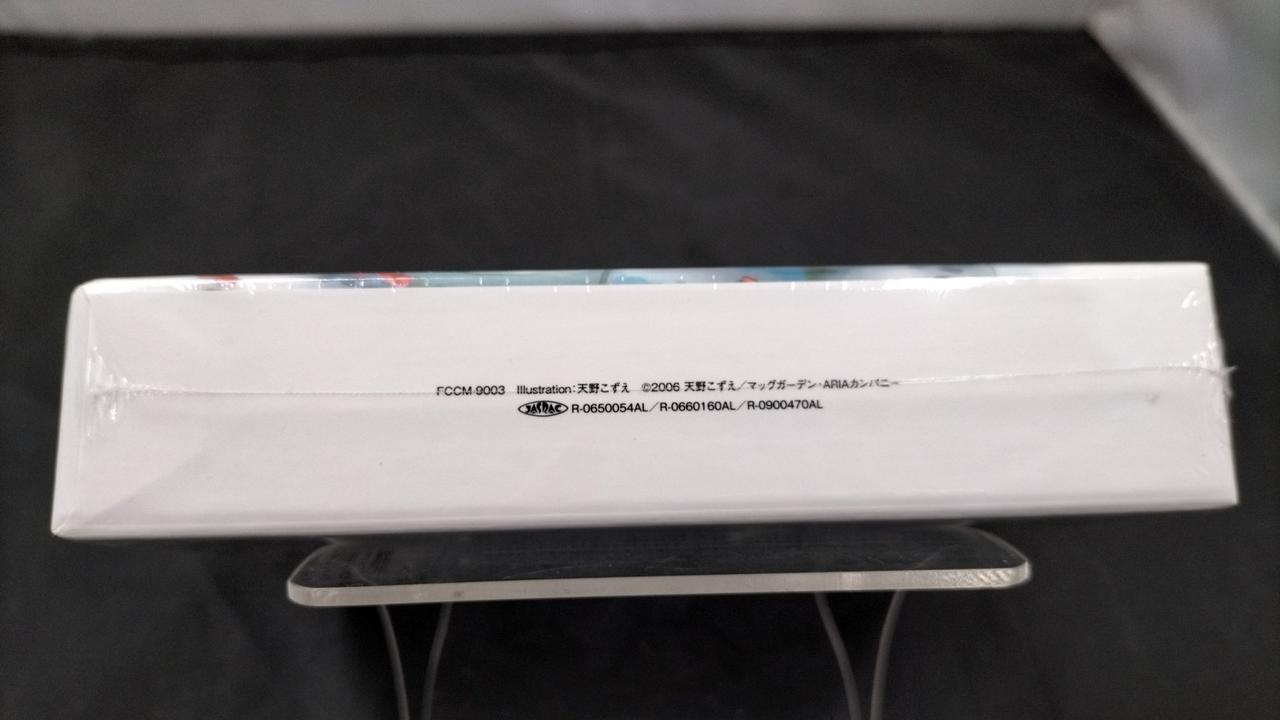 FCCM 9003 Illustration:天野こずえ ©2006 天野こずえ/マッグガーデン・ARIAカンパニー
JASRAC R-0650054AL/R-0660160AL/R-0900470AL